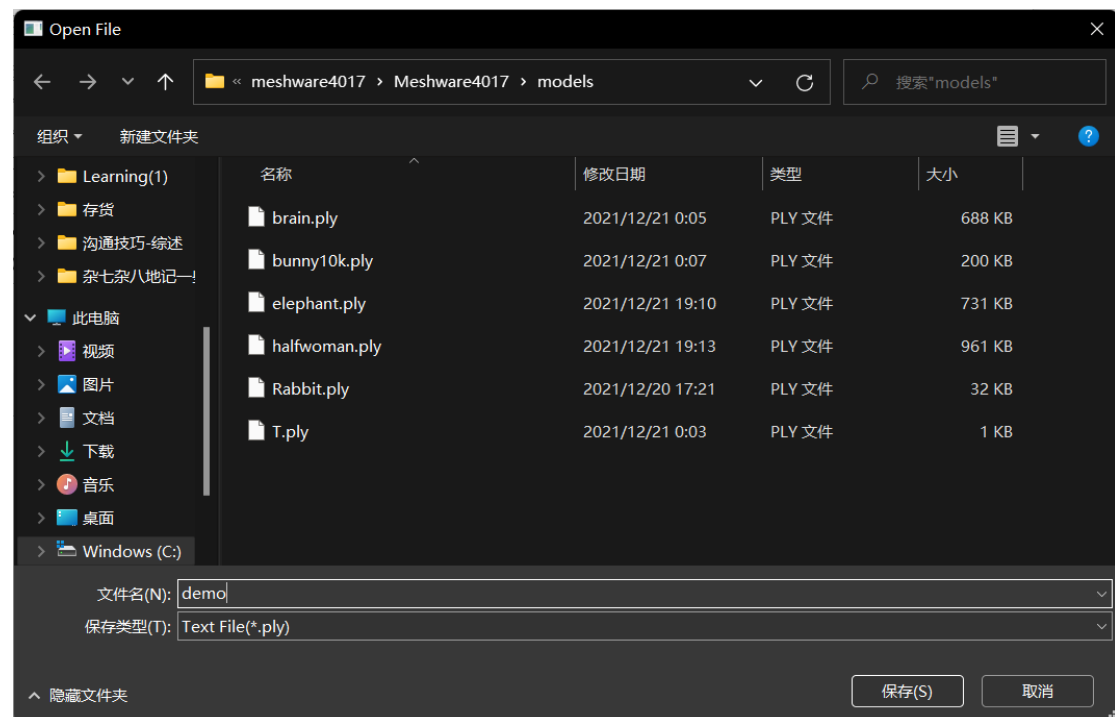 Open File
« meshware4017 › Meshware4017 › models
搜索"models"
组织
新建文件夹
名称 修改日期 类型 大小
Learning(1)
存货
沟通技巧-综述
杂七杂八地记一
此电脑
视频
图片
文档
下载
音乐
桌面
Windows (C:)
brain.ply 2021/12/21 0:05 PLY 文件 688 KB
bunny10k.ply 2021/12/21 0:07 PLY 文件 200 KB
elephant.ply 2021/12/21 19:10 PLY 文件 731 KB
halfwoman.ply 2021/12/21 19:13 PLY 文件 961 KB
Rabbit.ply 2021/12/20 17:21 PLY 文件 32 KB
T.ply 2021/12/21 0:03 PLY 文件 1 KB
文件名(N): demo
保存类型(T): Text File(*.ply)
隐藏文件夹
保存(S)
取消